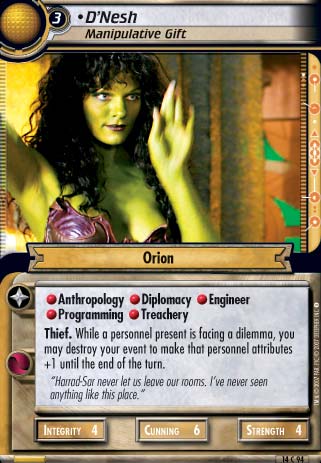 3 • D'Nesh
Manipulative Gift
Orion
Anthropology Diplomacy Engineer
Programming Treachery
Thief. While a personnel present is facing a dilemma, you
may destroy your event to make that personnel attributes
+1 until the end of the turn.
"Harrad-Sar never let us leave our rooms. I've never seen
anything like this place."
INTEGRITY 4 CUNNING 6 STRENGTH 4
14 C 94